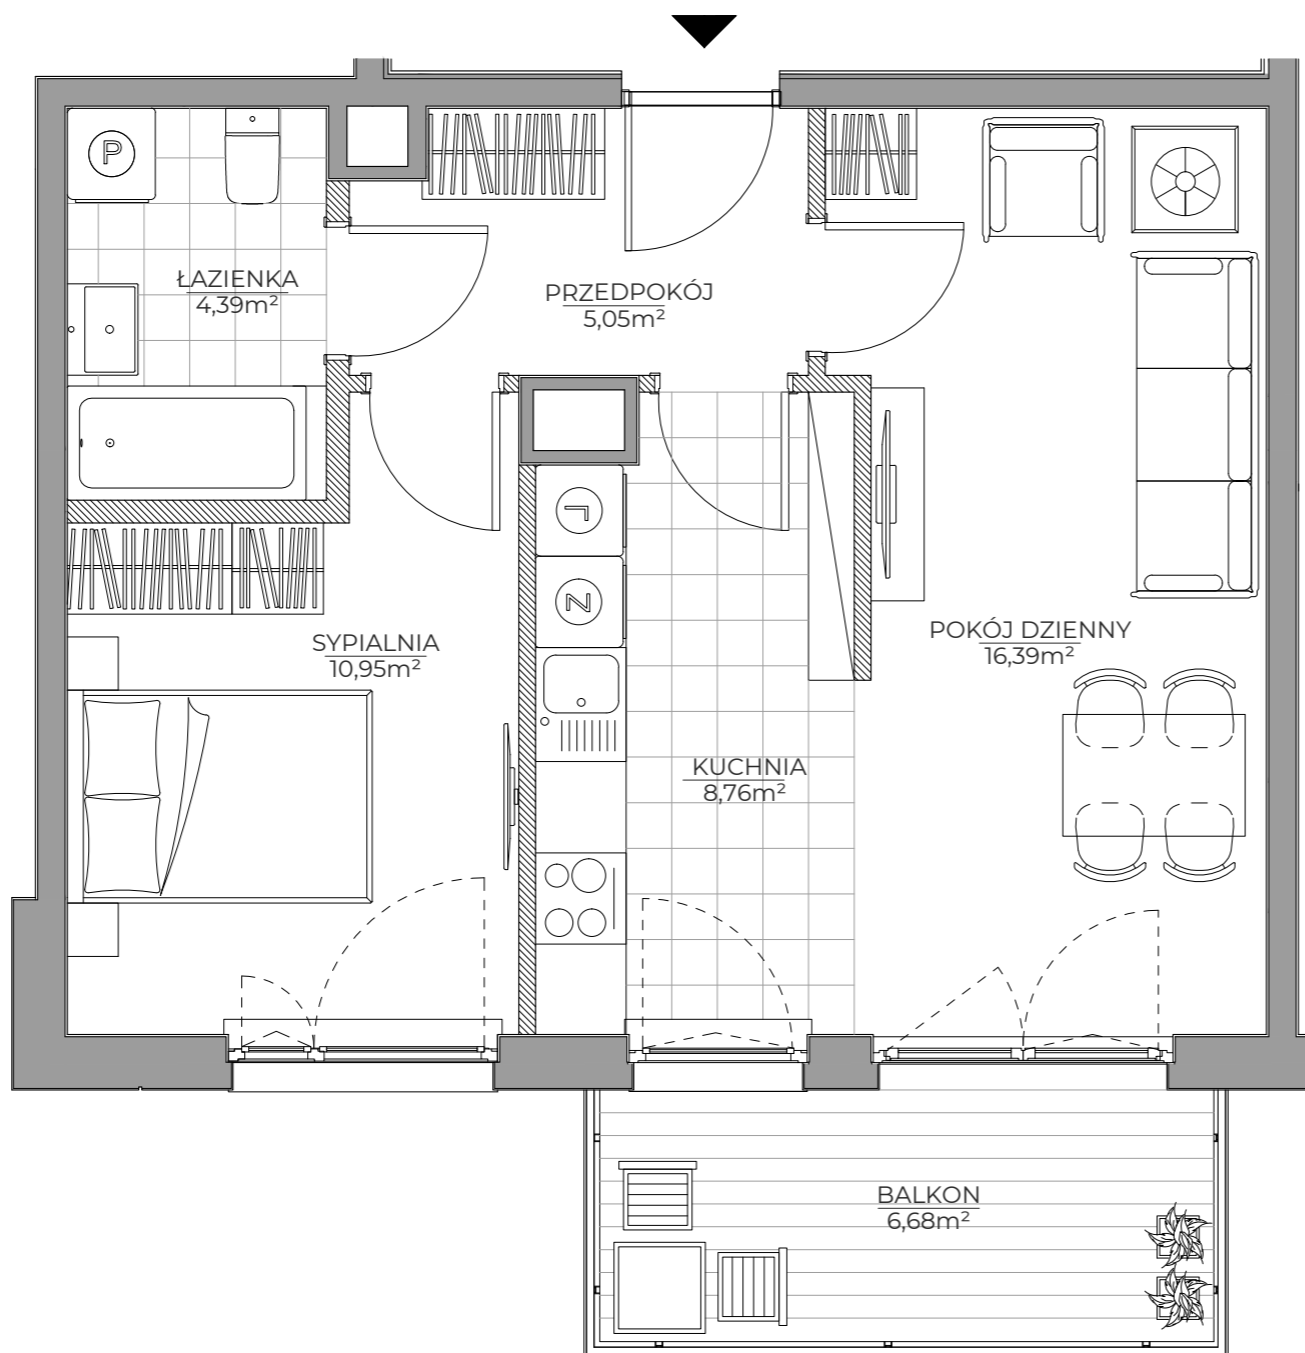 P
ŁAZIENKA
4,39m²
PRZEDPOKÓJ
5,05m²
L
Z
SYPIALNIA
10,95m²
POKÓJ DZIENNY
16,39m²
KUCHNIA
8,76m²
BALKON
6,68m²